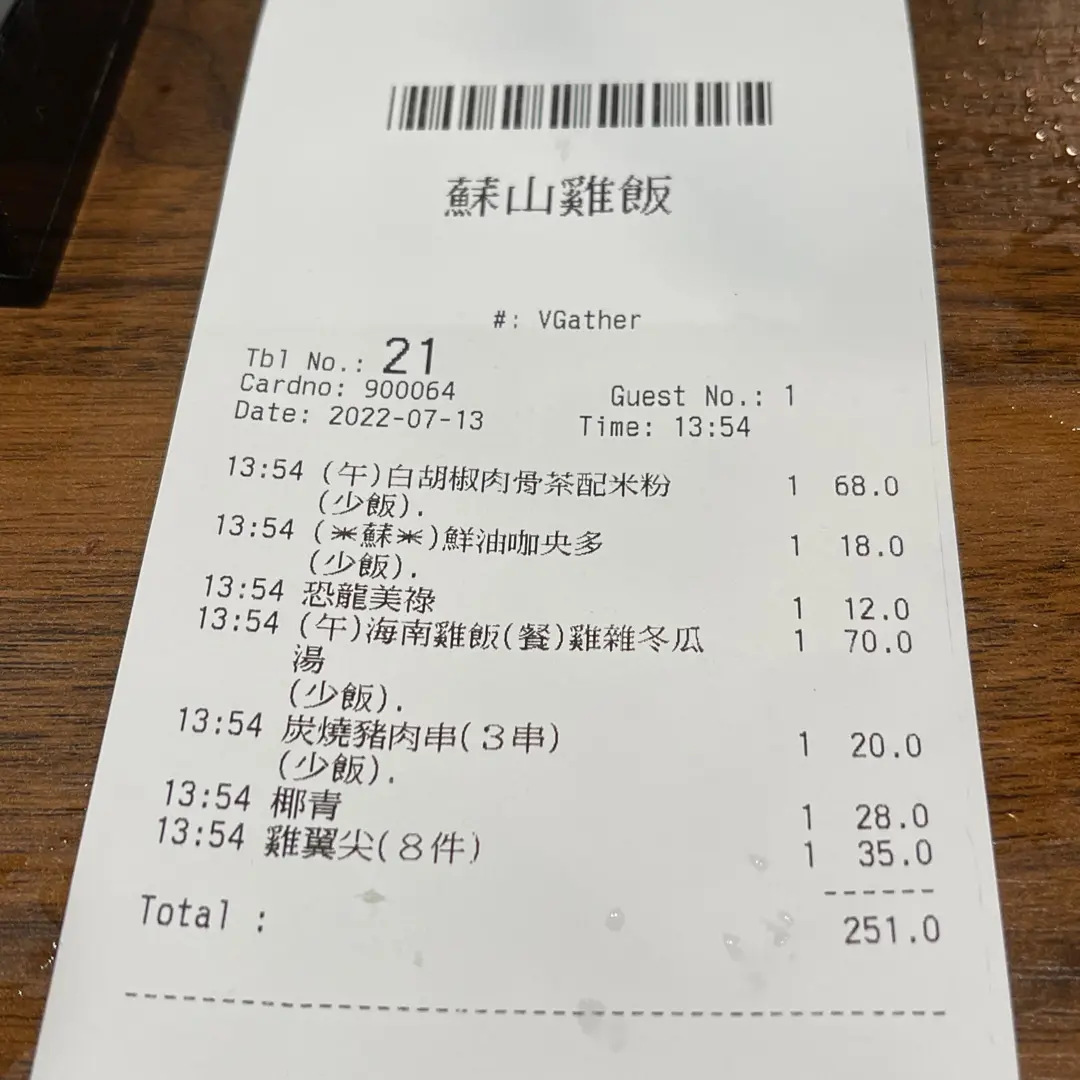 蘇山雞飯
#: VGather
Tbl No.: 21
Cardno: 900064 Guest No.: 1
Date: 2022-07-13 Time: 13:54
13:54 (午)白胡椒肉骨茶配米粉 1 68.0
(少飯).
13:54 (*蘇*)鮮油咖央多 1 18.0
(少飯).
13:54 恐龍美祿 1 12.0
13:54 (午)海南雞飯(餐)雞雜冬瓜 1 70.0
湯
(少飯).
13:54 炭燒豬肉串(3串) 1 20.0
(少飯).
13:54 椰青 1 28.0
13:54 雞翼尖(8件) 1 35.0
Total : 251.0